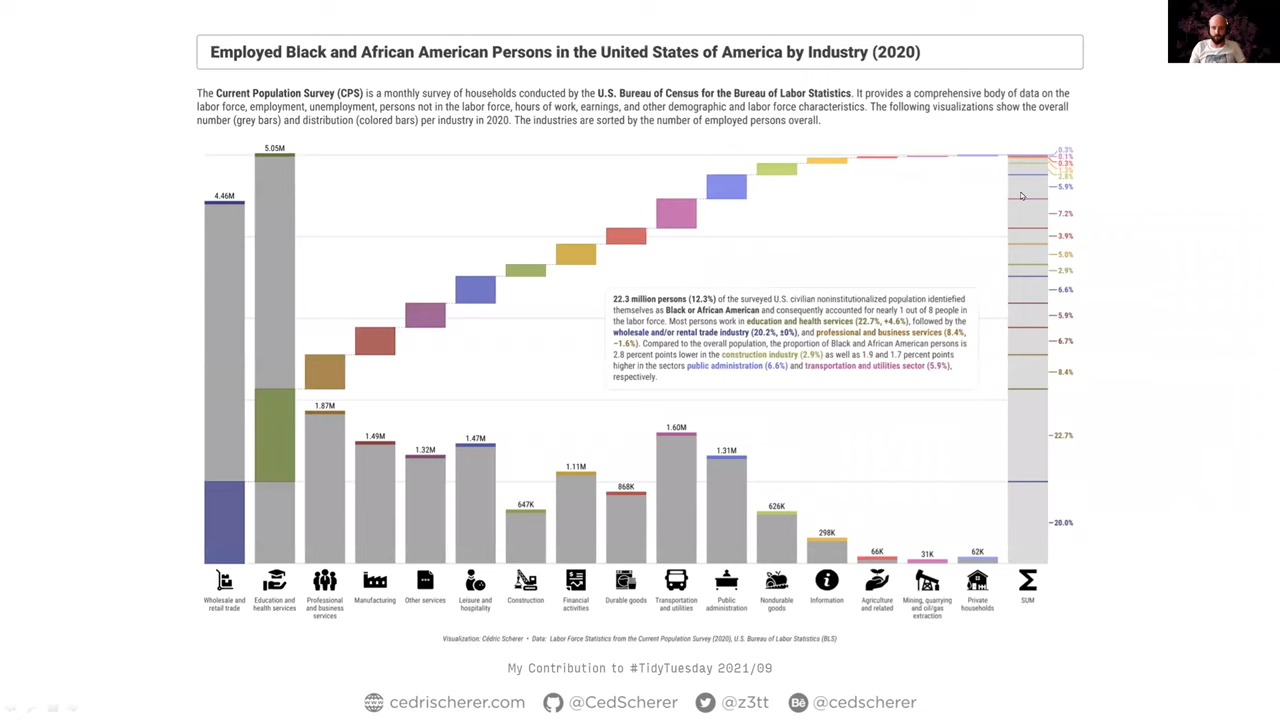 Employed Black and African American Persons in the United States of America by Industry (2020)
The Current Population Survey (CPS) is a monthly survey of households conducted by the U.S. Bureau of Census for the Bureau of Labor Statistics. It provides a comprehensive body of data on the
labor force, employment, unemployment, persons not in the labor force, hours of work, earnings, and other demographic and labor force characteristics. The following visualizations show the overall
number (grey bars) and distribution (colored bars) per industry in 2020. The industries are sorted by the number of employed persons overall.
4.46M
5.05M
1.87M
1.49M
1.32M
1.47M
647K
1.11M
868K
1.60M
1.31M
626K
298K
66K
31K
62K
0.3%
0.1%
0.3%
2.8%
5.9%
7.2%
3.9%
5.0%
2.9%
6.6%
5.9%
6.7%
8.4%
22.7%
20.0%
22.3 million persons (12.3%) of the surveyed U.S. civilian noninstitutionalized population identiefied
themselves as Black or African American and consequently accounted for nearly 1 out of 8 people in
the labor force. Most persons work in education and health services (22.7%, +4.6%), followed by the
wholesale and/or rental trade industry (20.2%, ±0%), and professional and business services (8.4%,
−1.6%). Compared to the overall population, the proportion of Black and African American persons is
2.8 percent points lower in the construction industry (2.9%) as well as 1.9 and 1.7 percent points
higher in the sectors public administration (6.6%) and transportation and utilities sector (5.9%),
respectively.
Wholesale and
retail trade
Education and
health services
Professional
and business
services
Manufacturing
Other services
Leisure and
hospitality
Construction
Financial
activities
Durable goods
Transportation
and utilities
Public
administration
Nondurable
goods
Information
Agriculture
and related
Mining, quarrying
and oil/gas
extraction
Private
households
SUM
Visualization: Cédric Scherer • Data: Labor Force Statistics from the Current Population Survey (2020), U.S. Bureau of Labor Statistics (BLS)
My Contribution to #TidyTuesday 2021/09
cedricscherer.com @CedScherer @z3tt @cedscherer